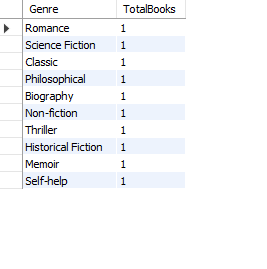 Genre TotalBooks
Romance 1
Science Fiction 1
Classic 1
Philosophical 1
Biography 1
Non-fiction 1
Thriller 1
Historical Fiction 1
Memoir 1
Self-help 1